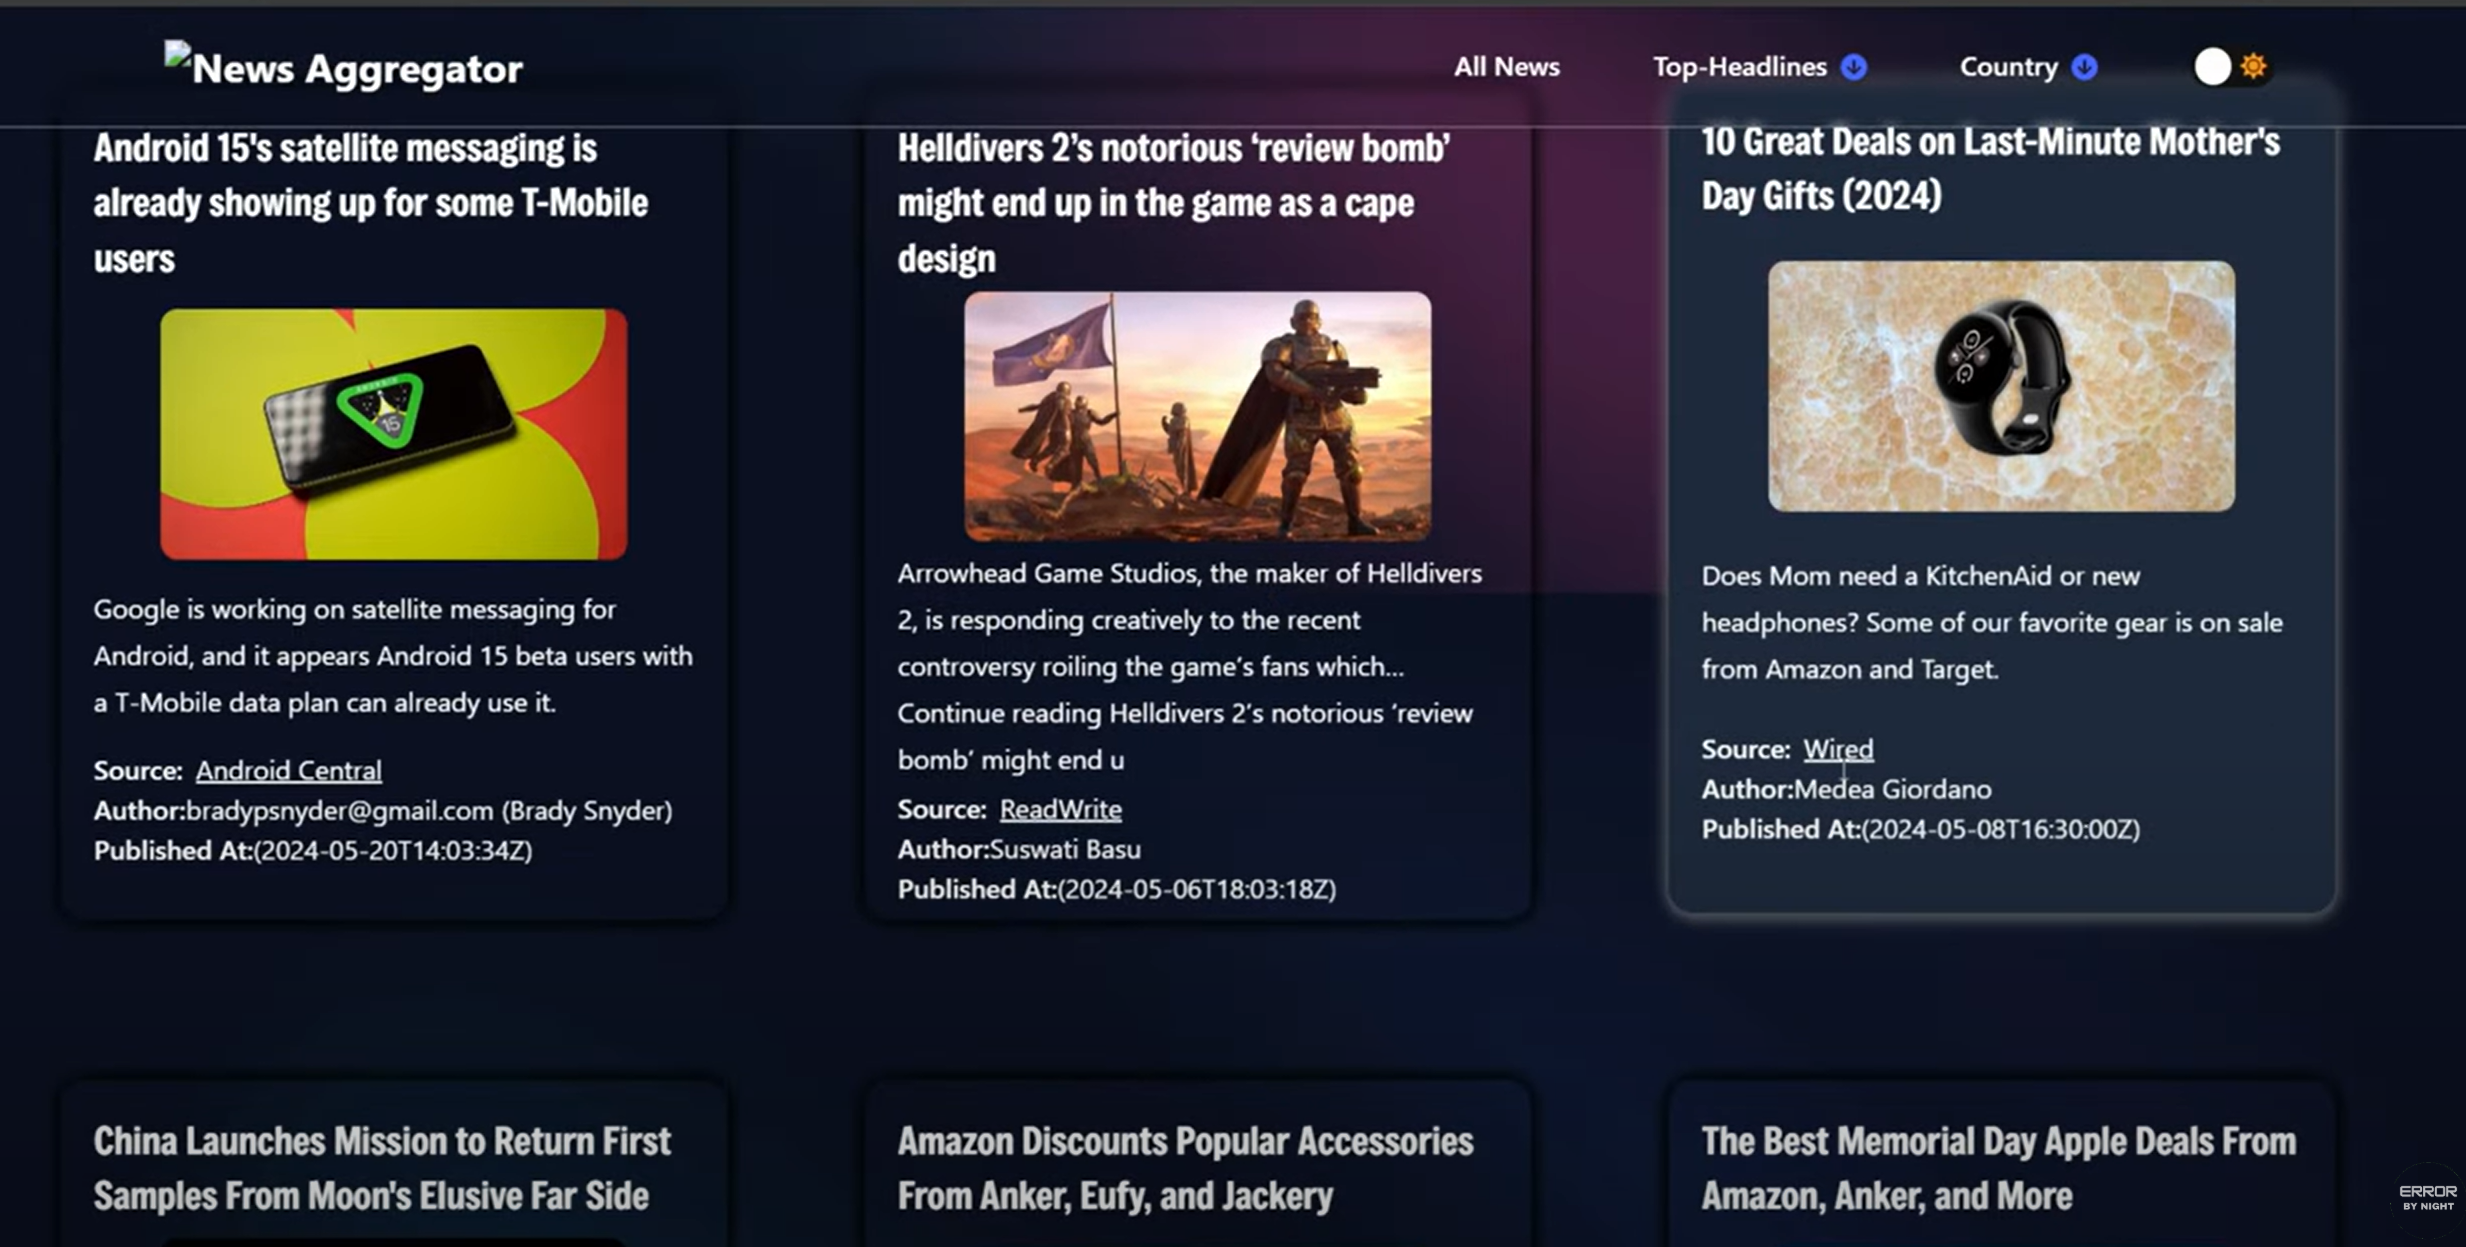 News Aggregator
All News
Top-Headlines
Country
Android 15's satellite messaging is
already showing up for some T-Mobile
users
15
Google is working on satellite messaging for
Android, and it appears Android 15 beta users with
a T-Mobile data plan can already use it.
Source: Android Central
Author:bradypsnyder@gmail.com (Brady Snyder)
Published At:(2024-05-20T14:03:34Z)
Helldivers 2’s notorious ‘review bomb’
might end up in the game as a cape
design
Arrowhead Game Studios, the maker of Helldivers
2, is responding creatively to the recent
controversy roiling the game’s fans which...
Continue reading Helldivers 2’s notorious ‘review
bomb’ might end u
Source: ReadWrite
Author:Suswati Basu
Published At:(2024-05-06T18:03:18Z)
10 Great Deals on Last-Minute Mother's
Day Gifts (2024)
Does Mom need a KitchenAid or new
headphones? Some of our favorite gear is on sale
from Amazon and Target.
Source: Wired
Author:Medea Giordano
Published At:(2024-05-08T16:30:00Z)
China Launches Mission to Return First
Samples From Moon's Elusive Far Side
Amazon Discounts Popular Accessories
From Anker, Eufy, and Jackery
The Best Memorial Day Apple Deals From
Amazon, Anker, and More
ERROR
BY NIGHT